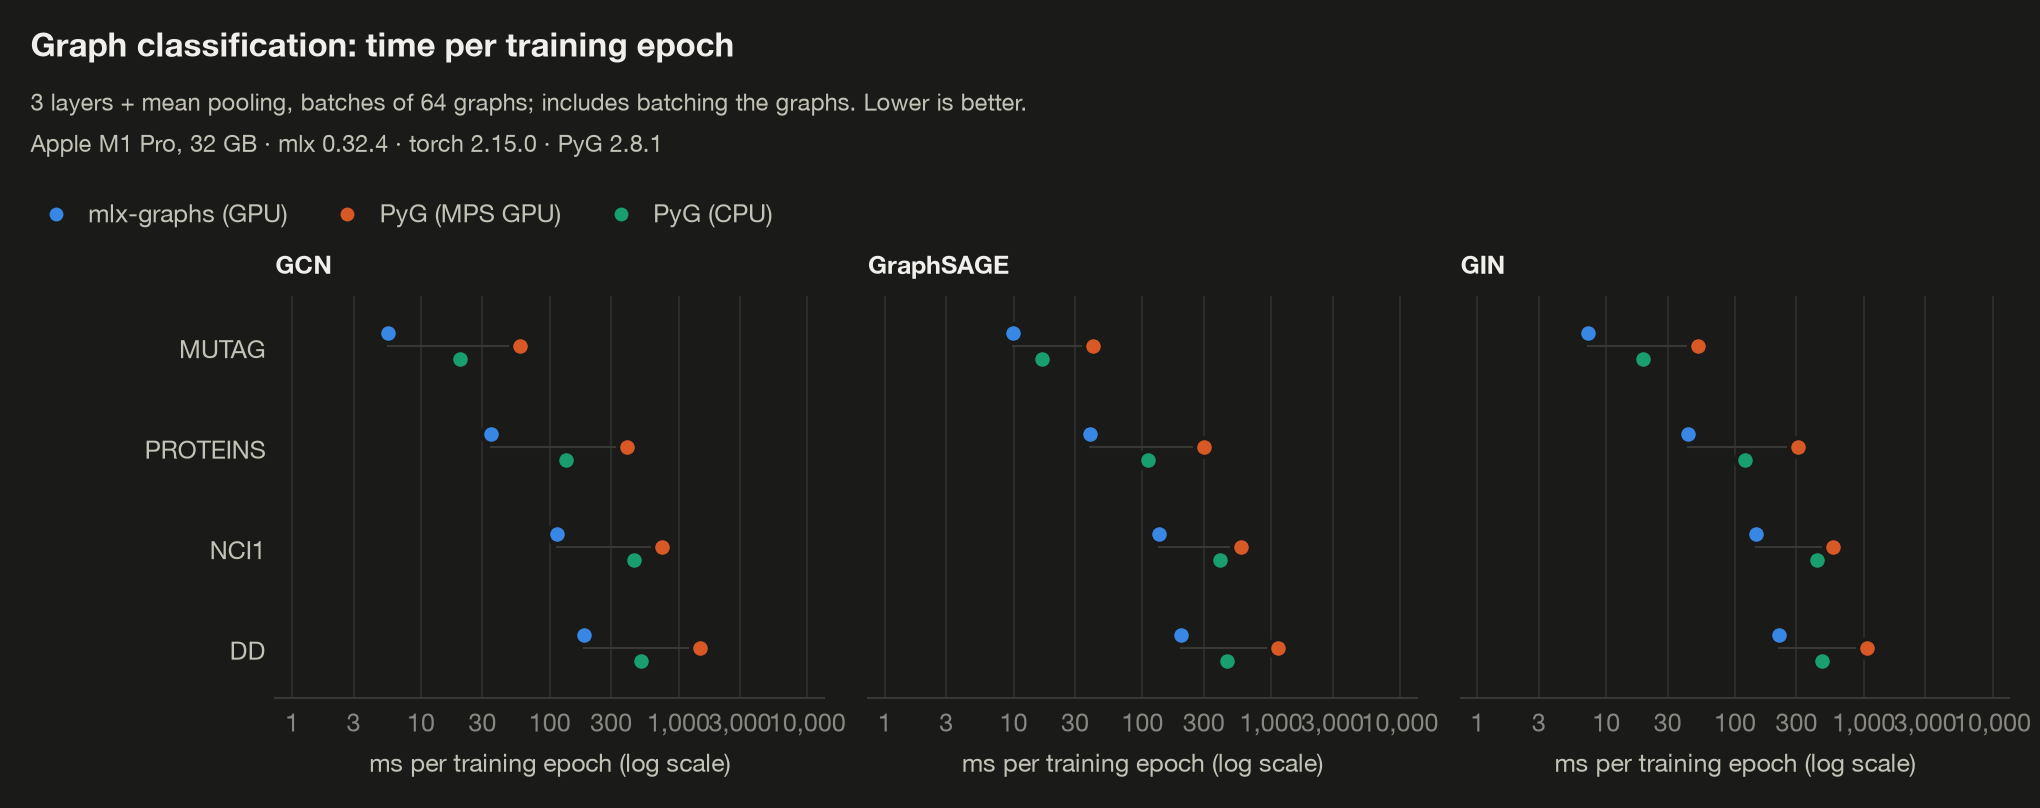 Graph classification: time per training epoch
3 layers + mean pooling, batches of 64 graphs; includes batching the graphs. Lower is better.
Apple M1 Pro, 32 GB · mlx 0.32.4 · torch 2.15.0 · PyG 2.8.1
mlx-graphs (GPU) PyG (MPS GPU) PyG (CPU)
GCN GraphSAGE GIN
MUTAG
PROTEINS
NCI1
DD
1 3 10 30 100 300 1,000 3,000 10,000 1 3 10 30 100 300 1,000 3,000 10,000 1 3 10 30 100 300 1,000 3,000 10,000
ms per training epoch (log scale) ms per training epoch (log scale) ms per training epoch (log scale)